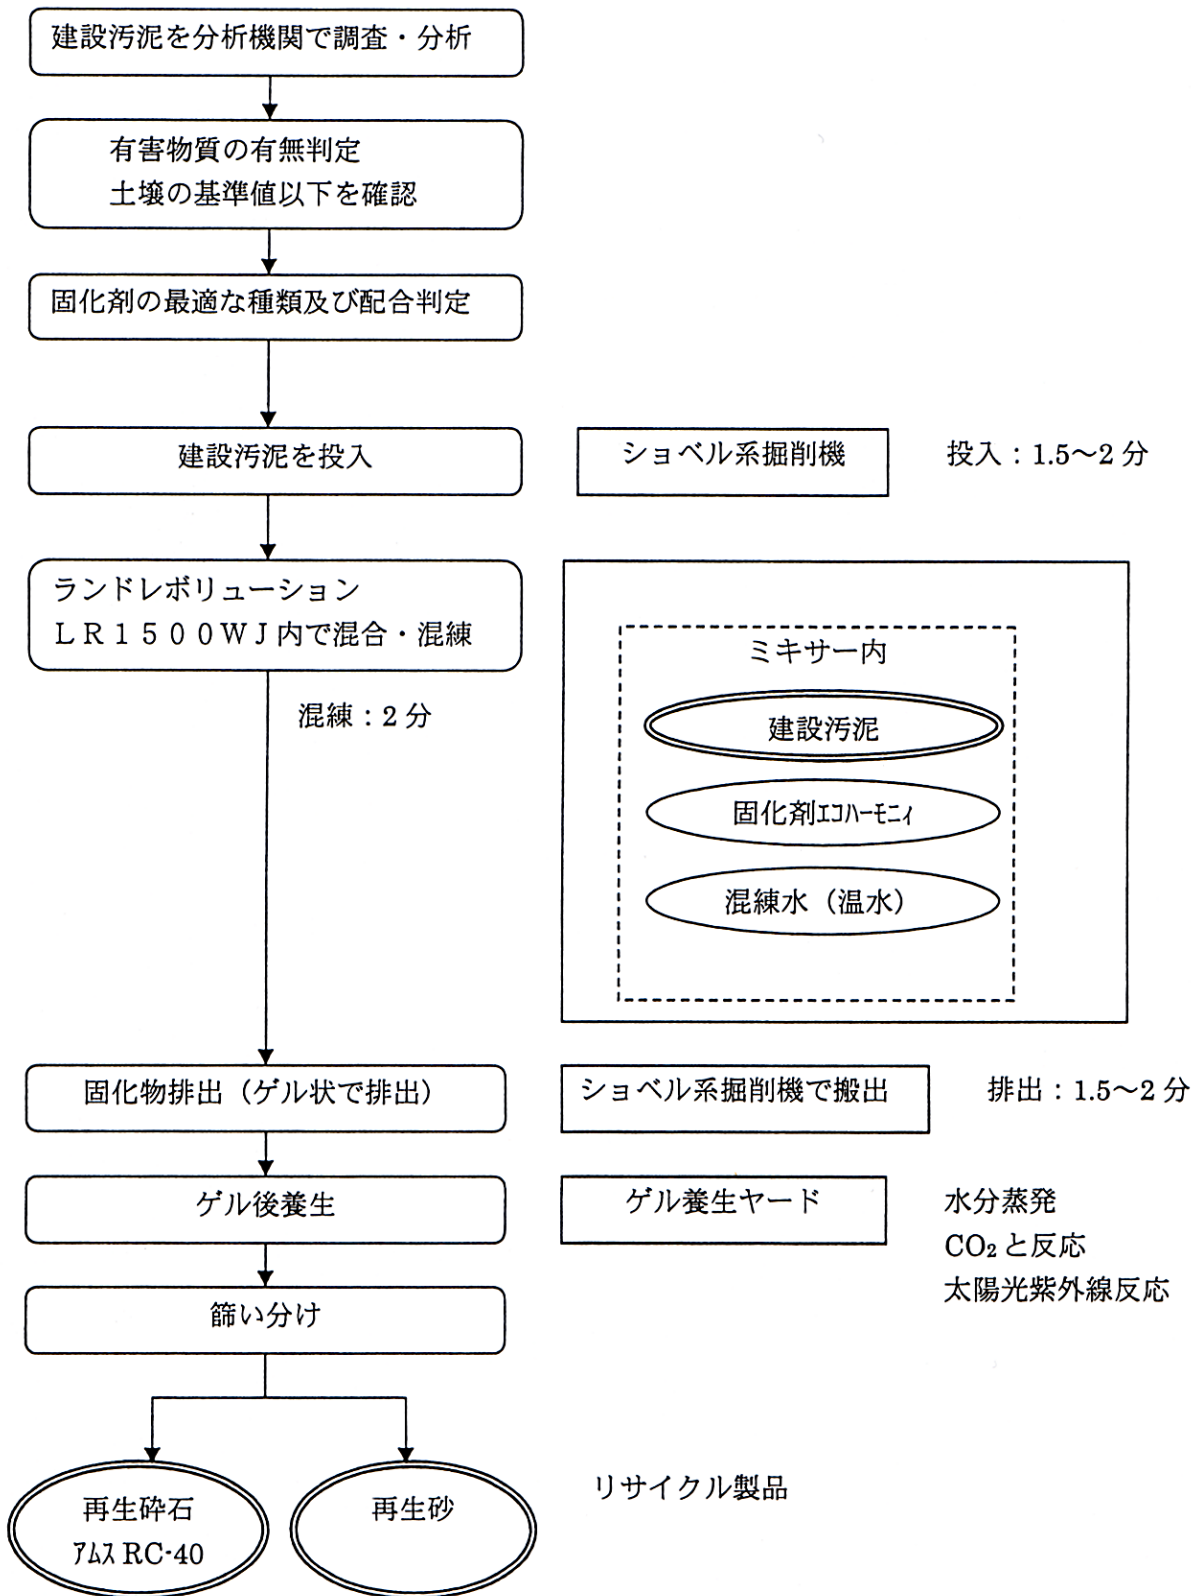 建設汚泥を分析機関で調査・分析
有害物質の有無判定
土壌の基準値以下を確認
固化剤の最適な種類及び配合判定
建設汚泥を投入
ショベル系掘削機
投入：1.5～2 分
ランドレボリューション
ＬＲ１５００ＷＪ内で混合・混練
混練：2 分
ミキサー内
建設汚泥
固化剤ｴｺﾊｰﾓﾆｨ
混練水（温水）
固化物排出（ゲル状で排出）
ショベル系掘削機で搬出
排出：1.5～2 分
ゲル後養生
ゲル養生ヤード
水分蒸発
CO₂と反応
太陽光紫外線反応
篩い分け
再生砕石
ｱﾑｽ RC-40
再生砂
リサイクル製品